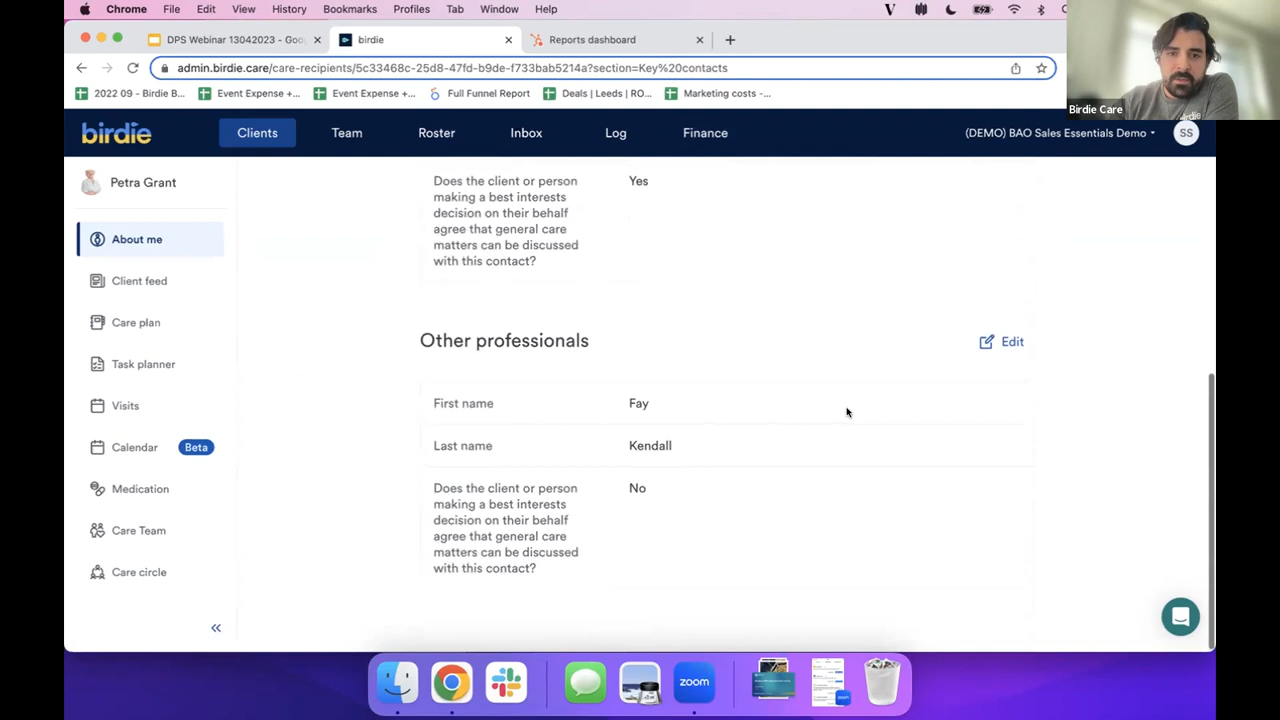 Chrome File Edit View History Bookmarks Profiles Tab Window Help
DPS Webinar 13042023 - Goo
birdie
Reports dashboard
admin.birdie.care/care-recipients/5c33468c-25d8-47fd-b9de-f733bab5214a?section=Key%20contacts
2022 09 - Birdie B...
Event Expense +...
Event Expense +...
Full Funnel Report
Deals | Leeds | RO...
Marketing costs -...
Birdie Care
birdie
Clients Team Roster Inbox Log Finance
(DEMO) BAO Sales Essentials Demo
SS
Petra Grant
About me
Client feed
Care plan
Task planner
Visits
Calendar Beta
Medication
Care Team
Care circle
Does the client or person
making a best interests
decision on their behalf
agree that general care
matters can be discussed
with this contact?
Yes
Other professionals
Edit
First name Fay
Last name Kendall
Does the client or person
making a best interests
decision on their behalf
agree that general care
matters can be discussed
with this contact?
No
zoom